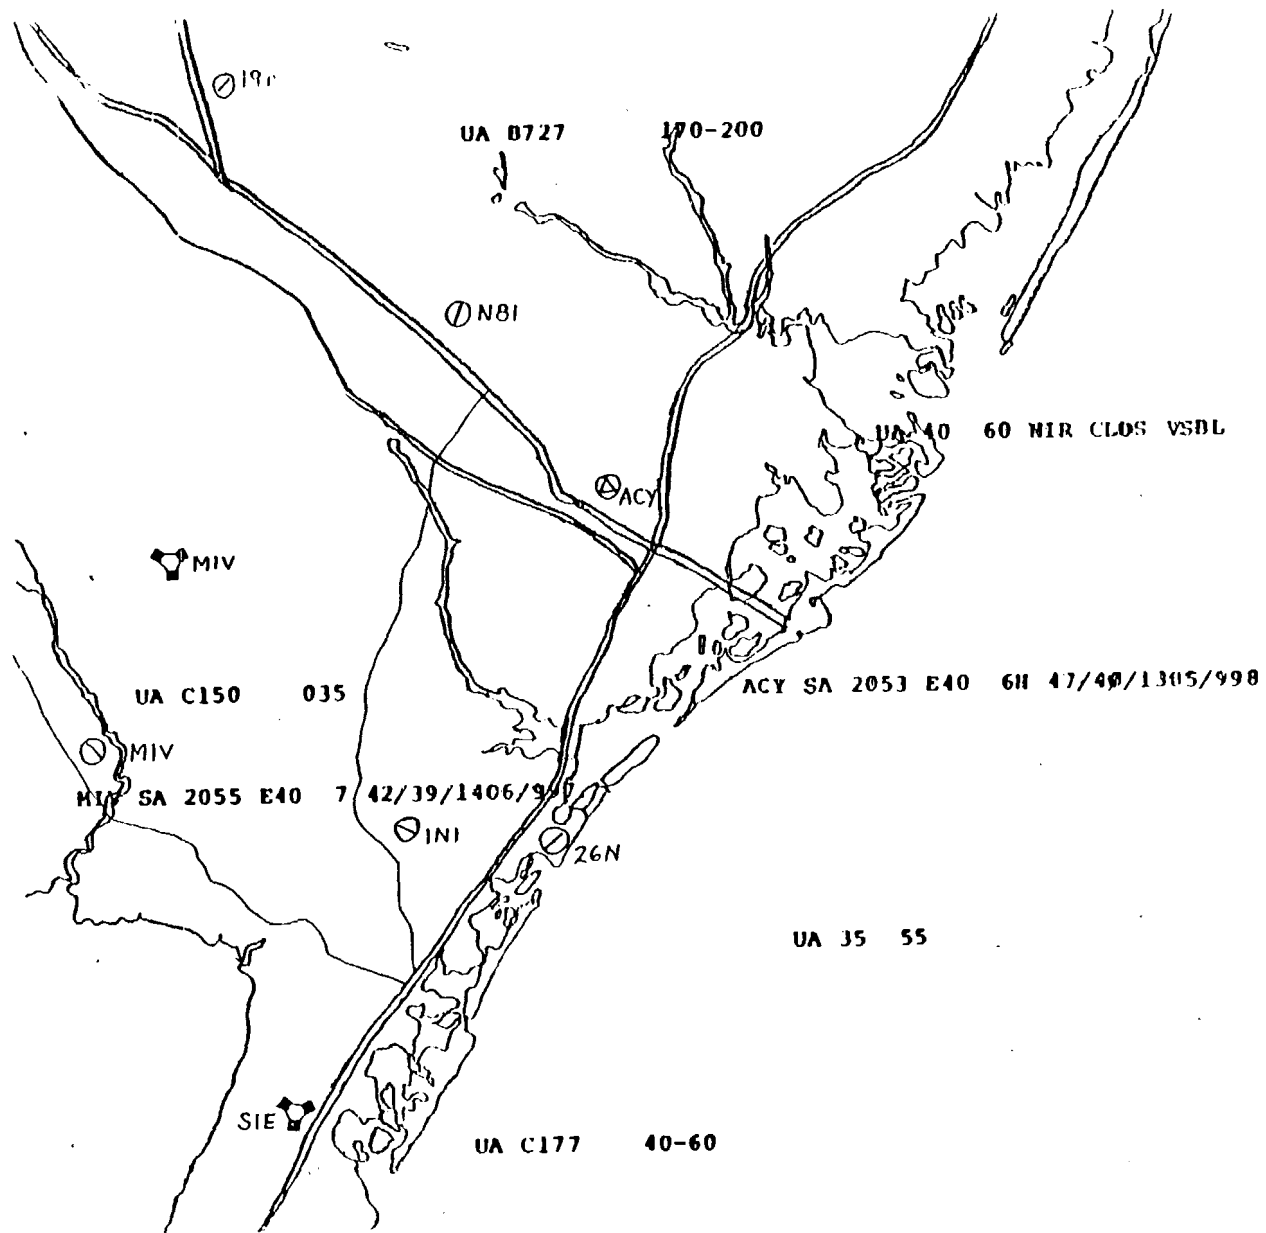 UA B727 170-200
N81
UA 40 60 NIR CLOS VSBL
ACY
MIV
ACY SA 2053 E40 6H 47/40/1305/998
UA C150 035
MIV
SA 2055 E40 7 42/39/1406/
1N1
26N
UA 35 55
SIE
UA C177 40-60